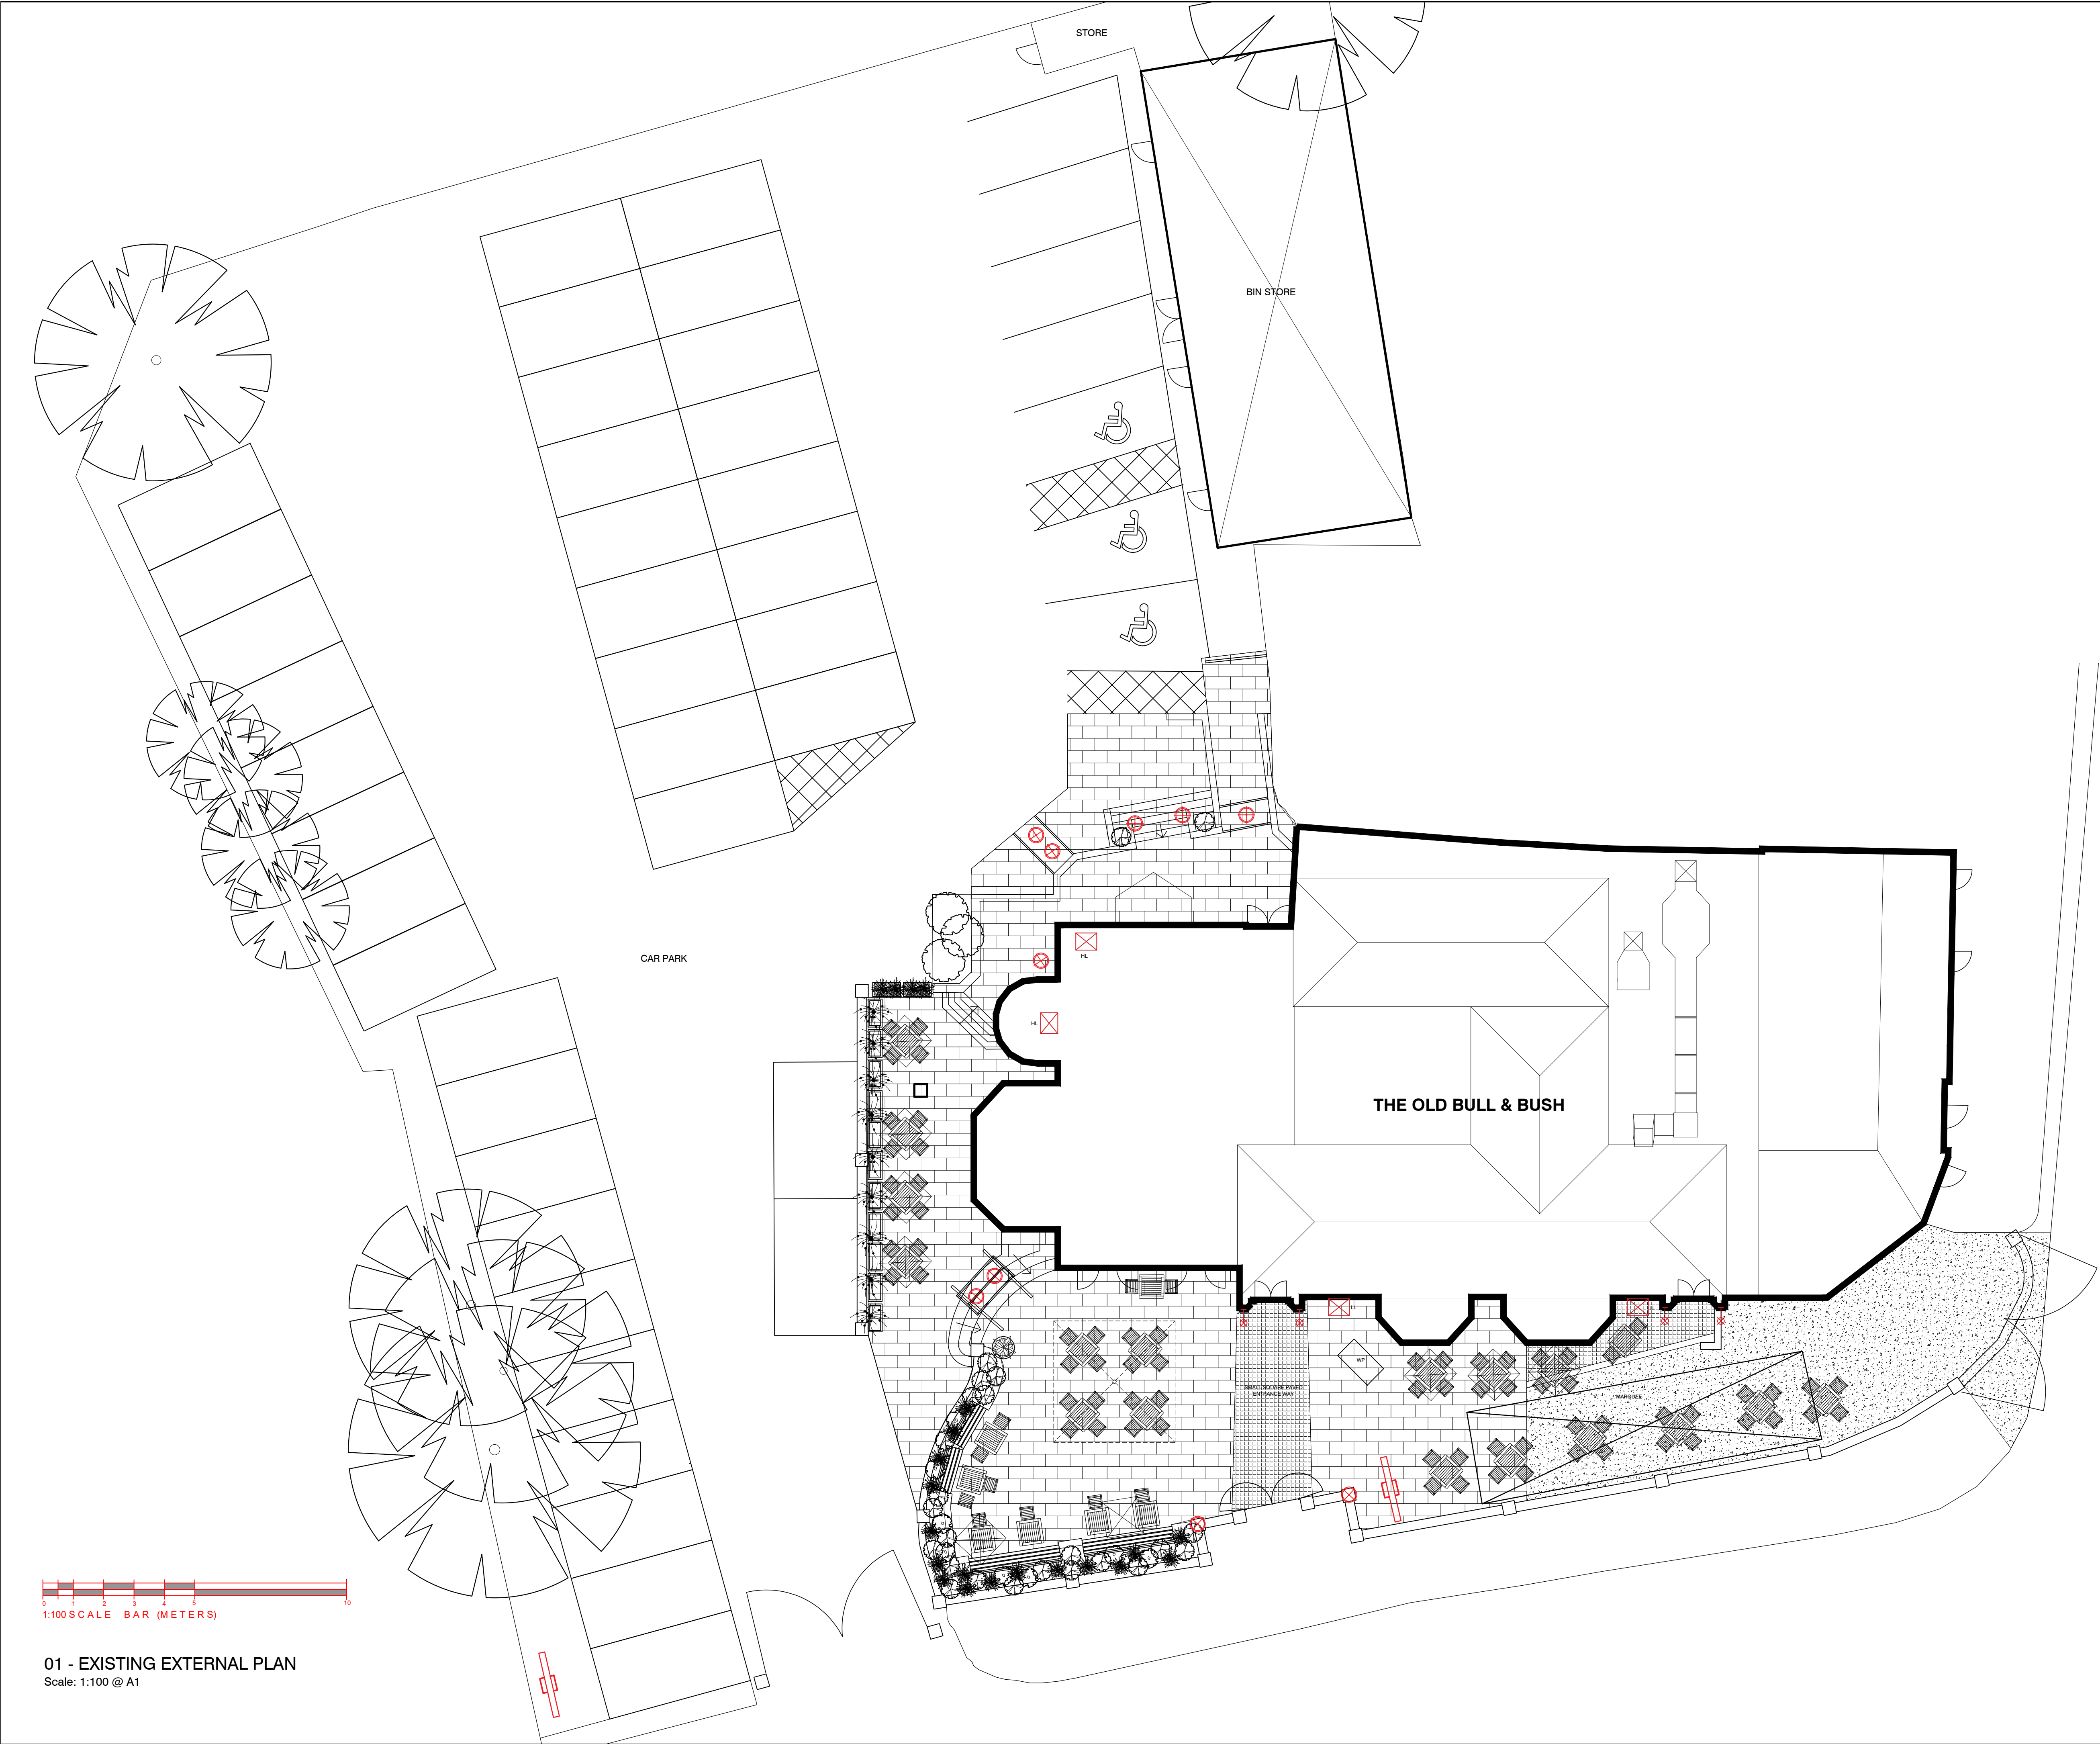 STORE
BIN STORE
CAR PARK
HL
HL
THE OLD BULL & BUSH
WP
SMALL SQUARE PAVED
ENTRANCE WAY
MARQUEE
0 1 2 3 4 5 10
1:100 SCALE BAR (METERS)
01 - EXISTING EXTERNAL PLAN
Scale: 1:100 @ A1